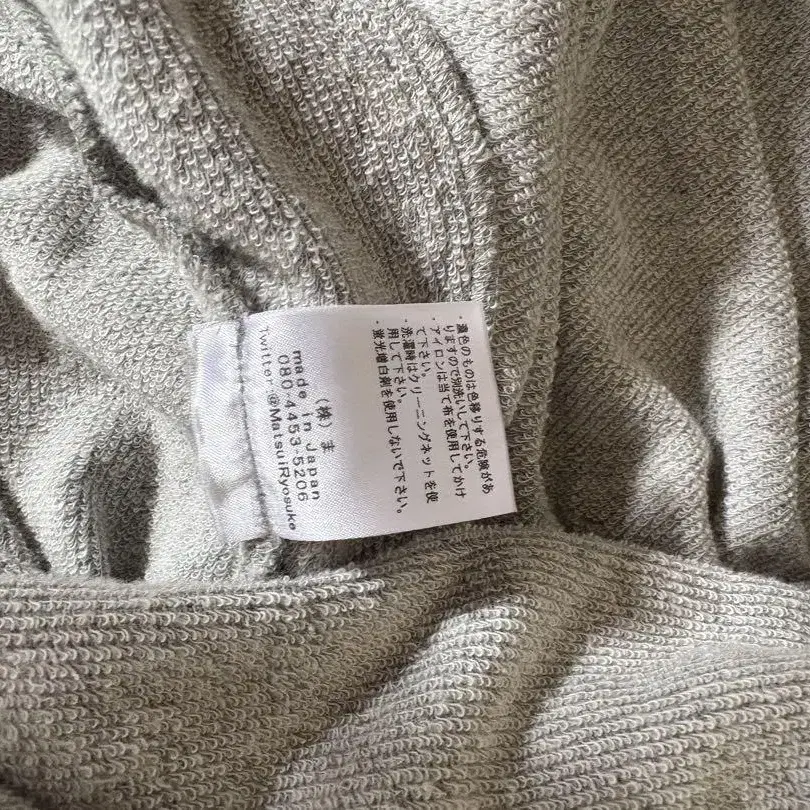 ・濃色のものは色移りする危険があ
りますので別洗いして下さい。
・アイロンは当て布を使用してかけ
て下さい。
・洗濯時はクリーニングネットを使
用して下さい。
・蛍光増白剤を使用しないで下さい。
（株）ま
made in Japan
080-4453-5206
Twitter:@MatsuiRyosuke